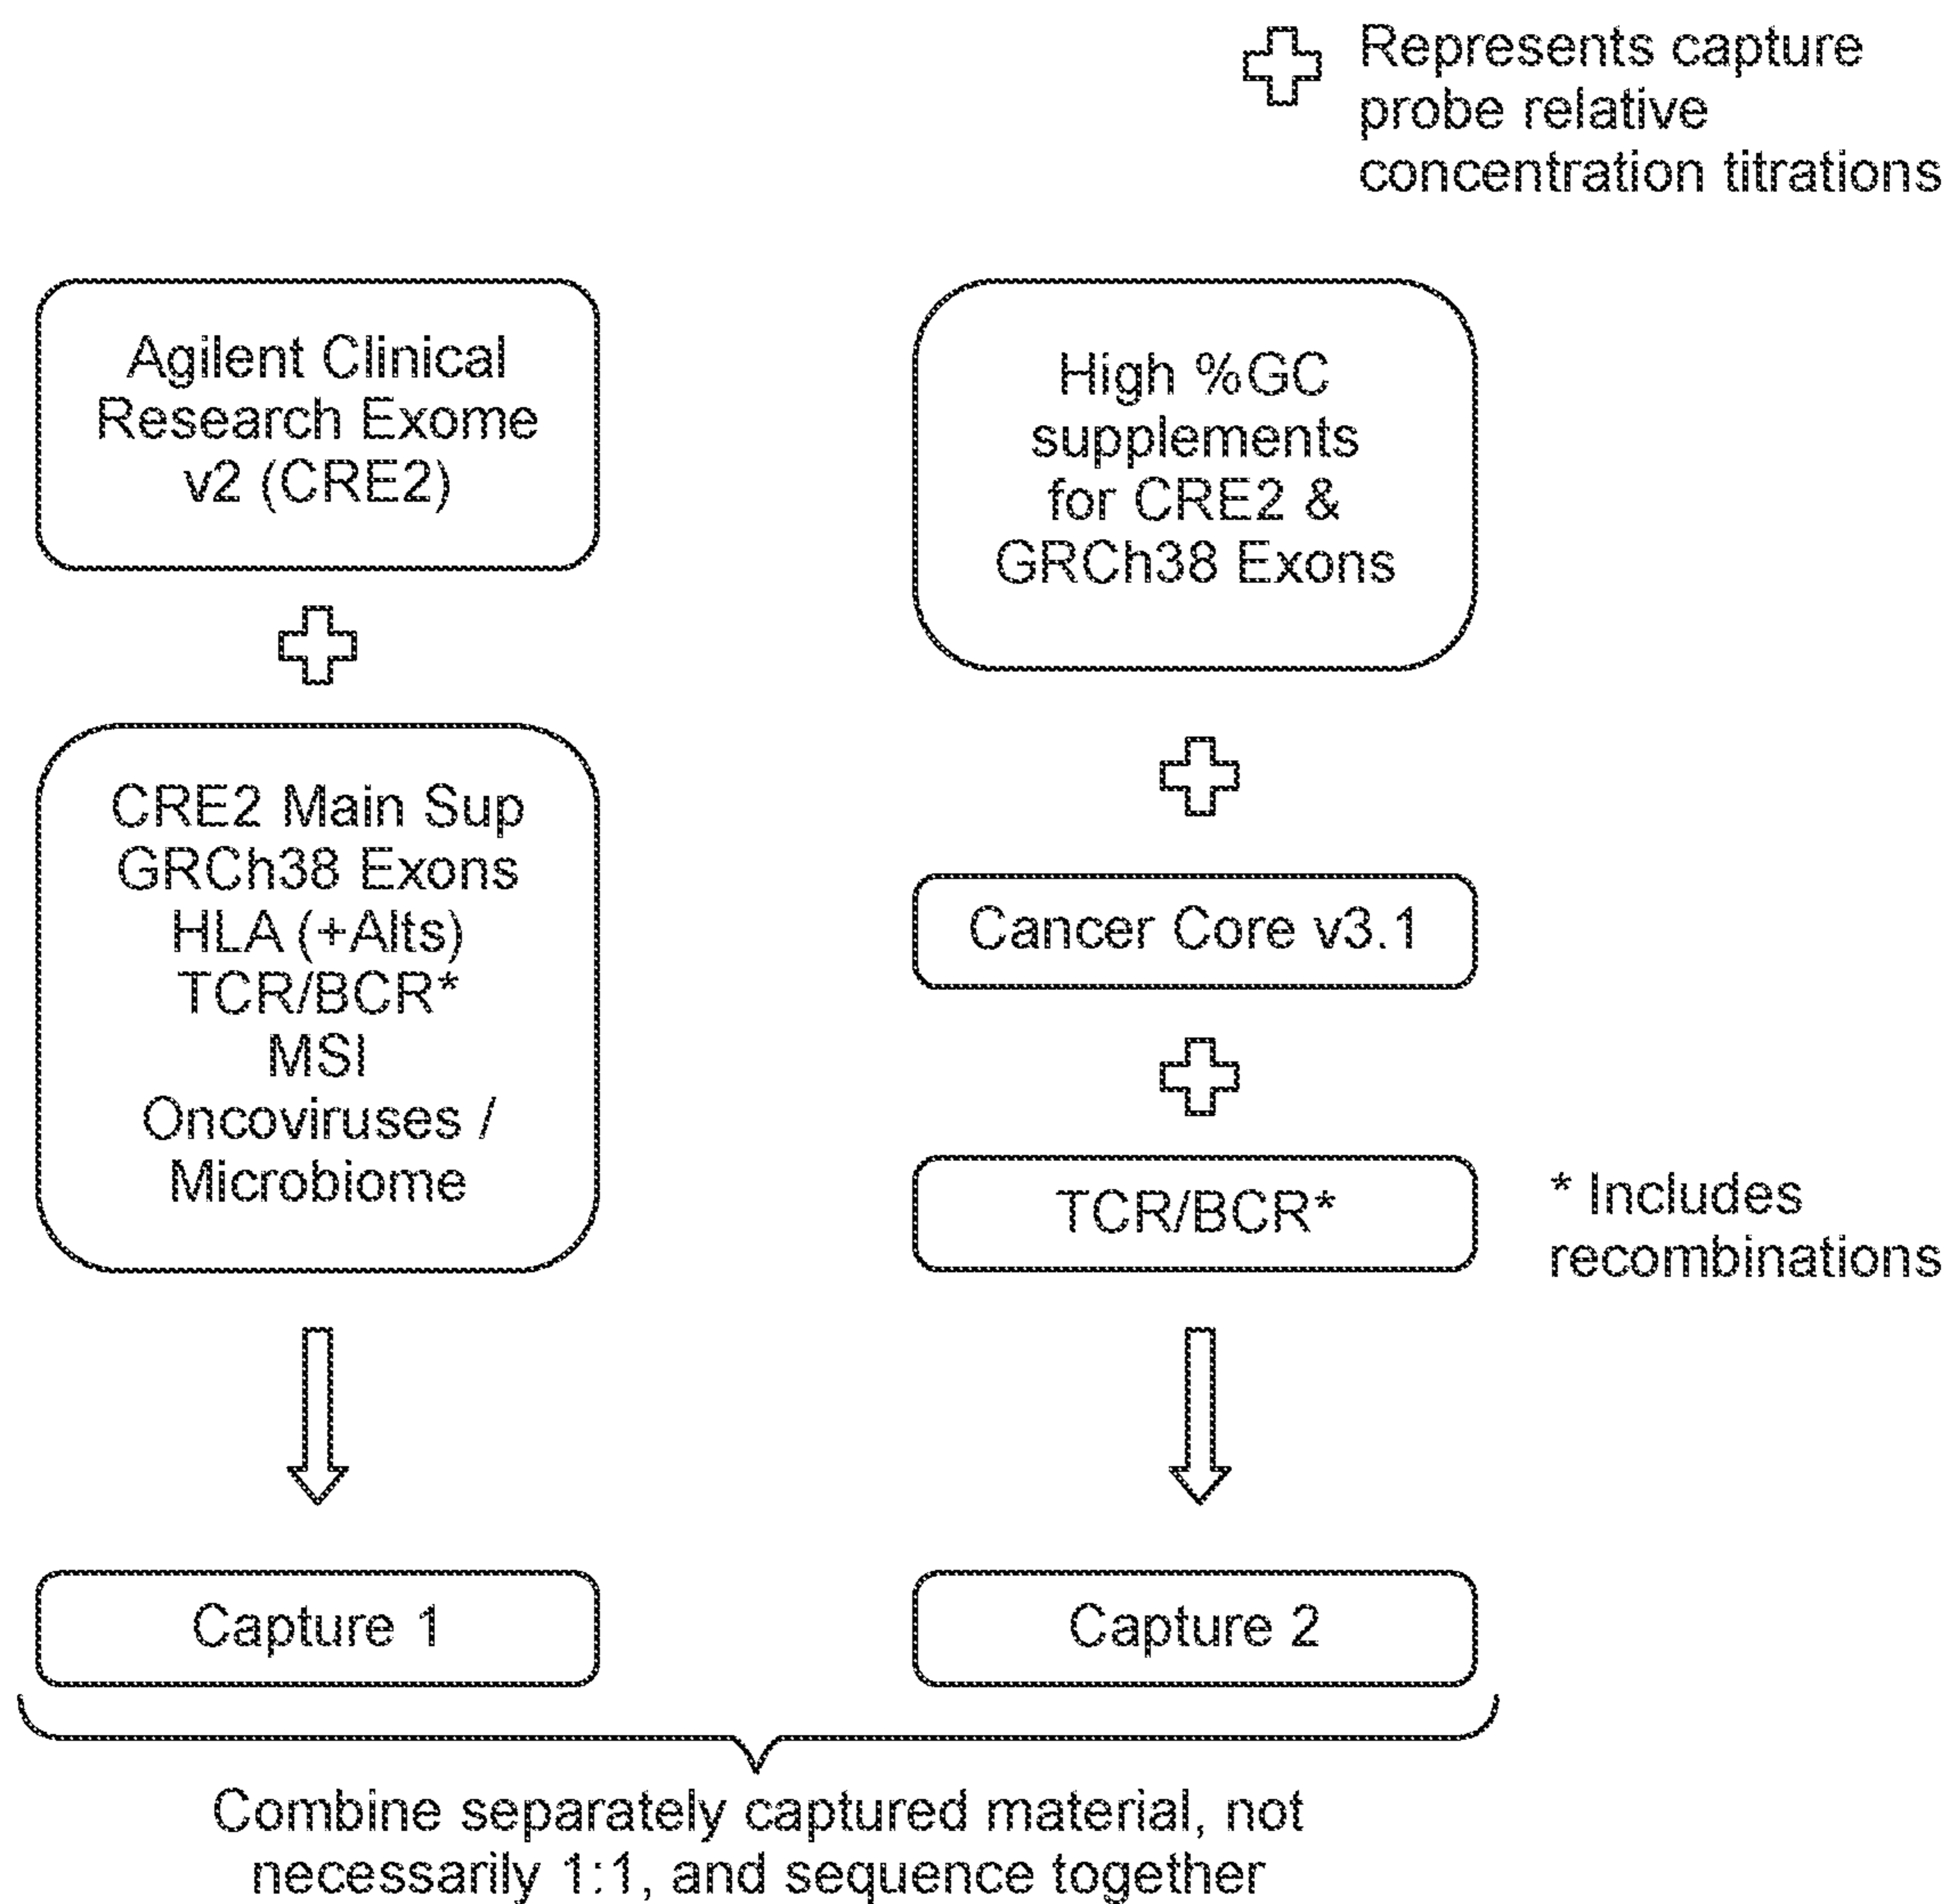 Represents capture
probe relative
concentration titrations
Agilent Clinical
Research Exome
v2 (CRE2)
CRE2 Main Sup
GRCh38 Exons
HLA (+Alts)
TCR/BCR*
MSI
Oncoviruses /
Microbiome
Capture 1
High %GC
supplements
for CRE2 &
GRCh38 Exons
Cancer Core v3.1
TCR/BCR*
* Includes
recombinations
Capture 2
Combine separately captured material, not
necessarily 1:1, and sequence together